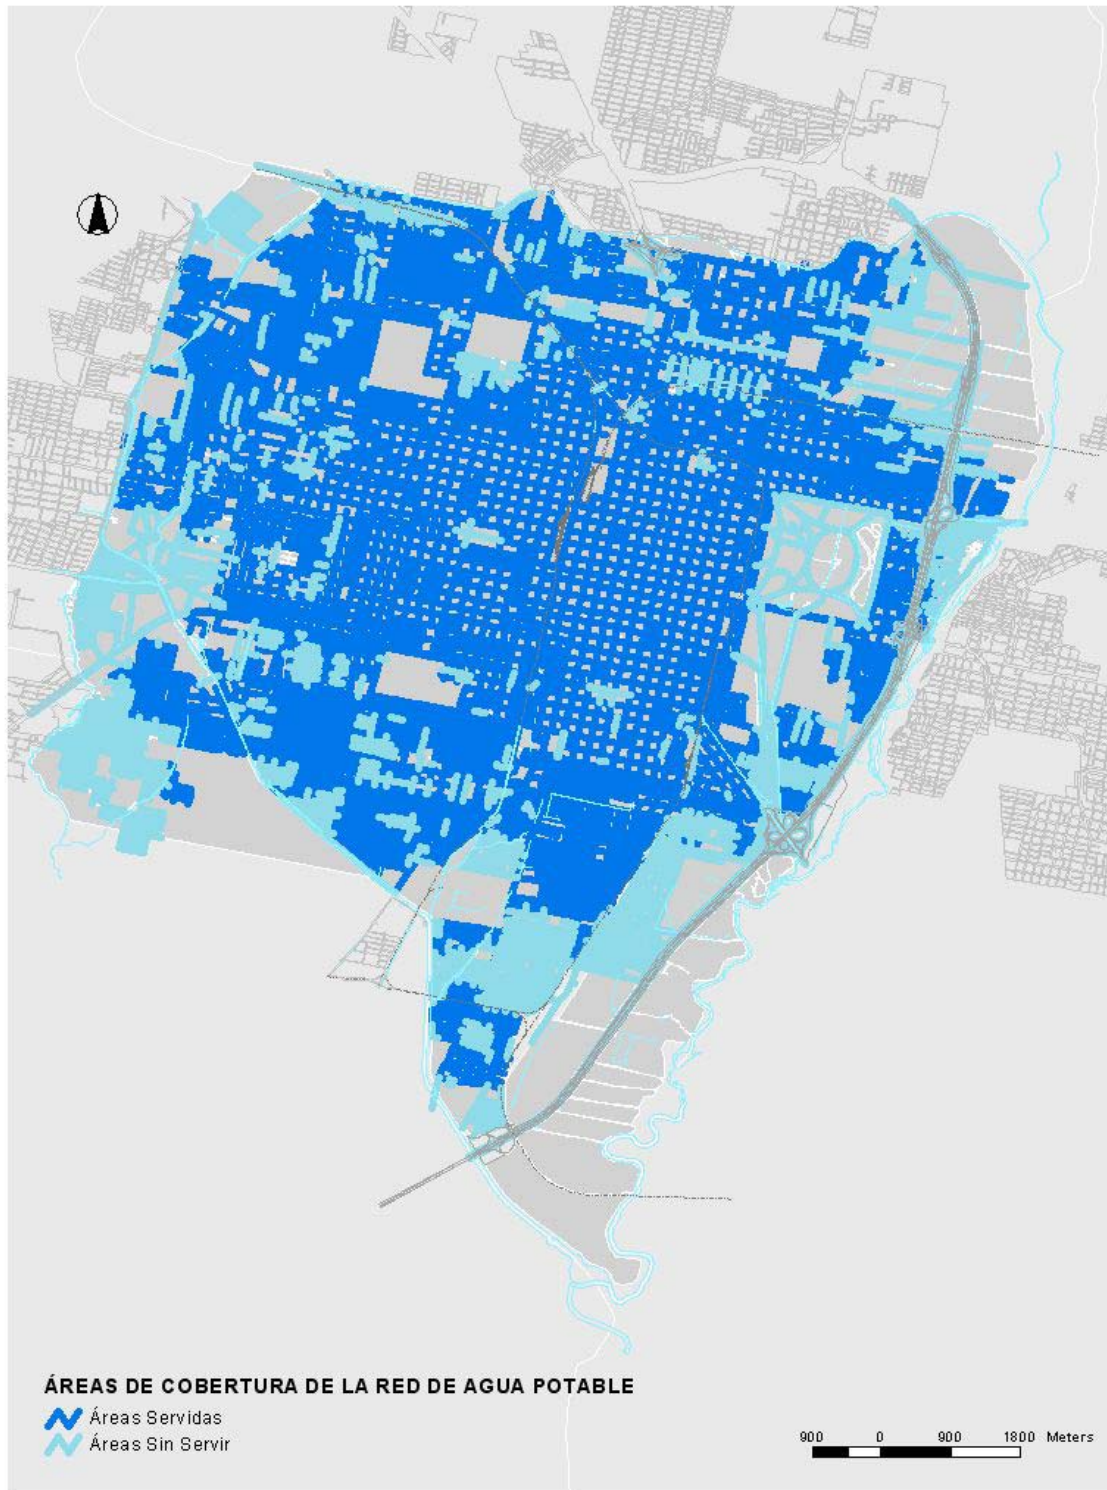 ÁREAS DE COBERTURA DE LA RED DE AGUA POTABLE
Áreas Servidas
Áreas Sin Servir
900 0 900 1800 Meters